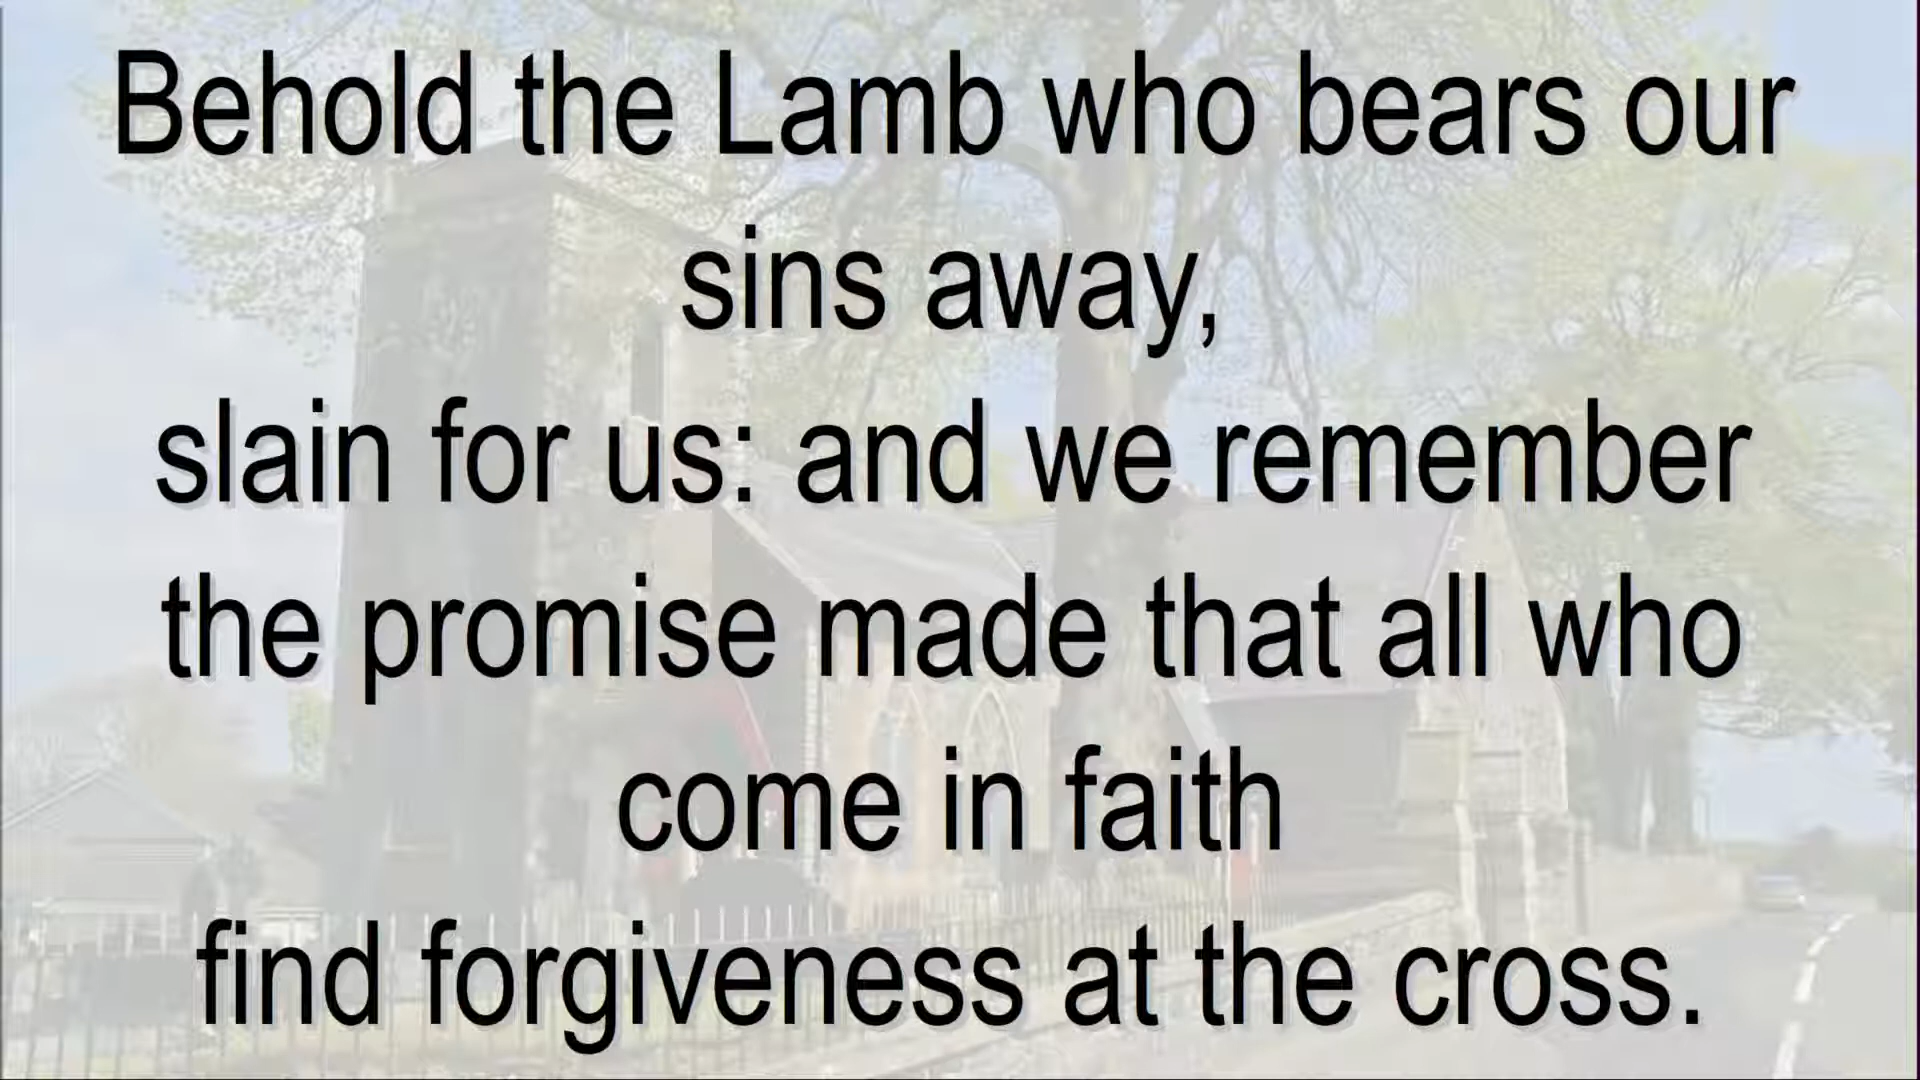 Behold the Lamb who bears our
sins away,
slain for us: and we remember
the promise made that all who
come in faith
find forgiveness at the cross.